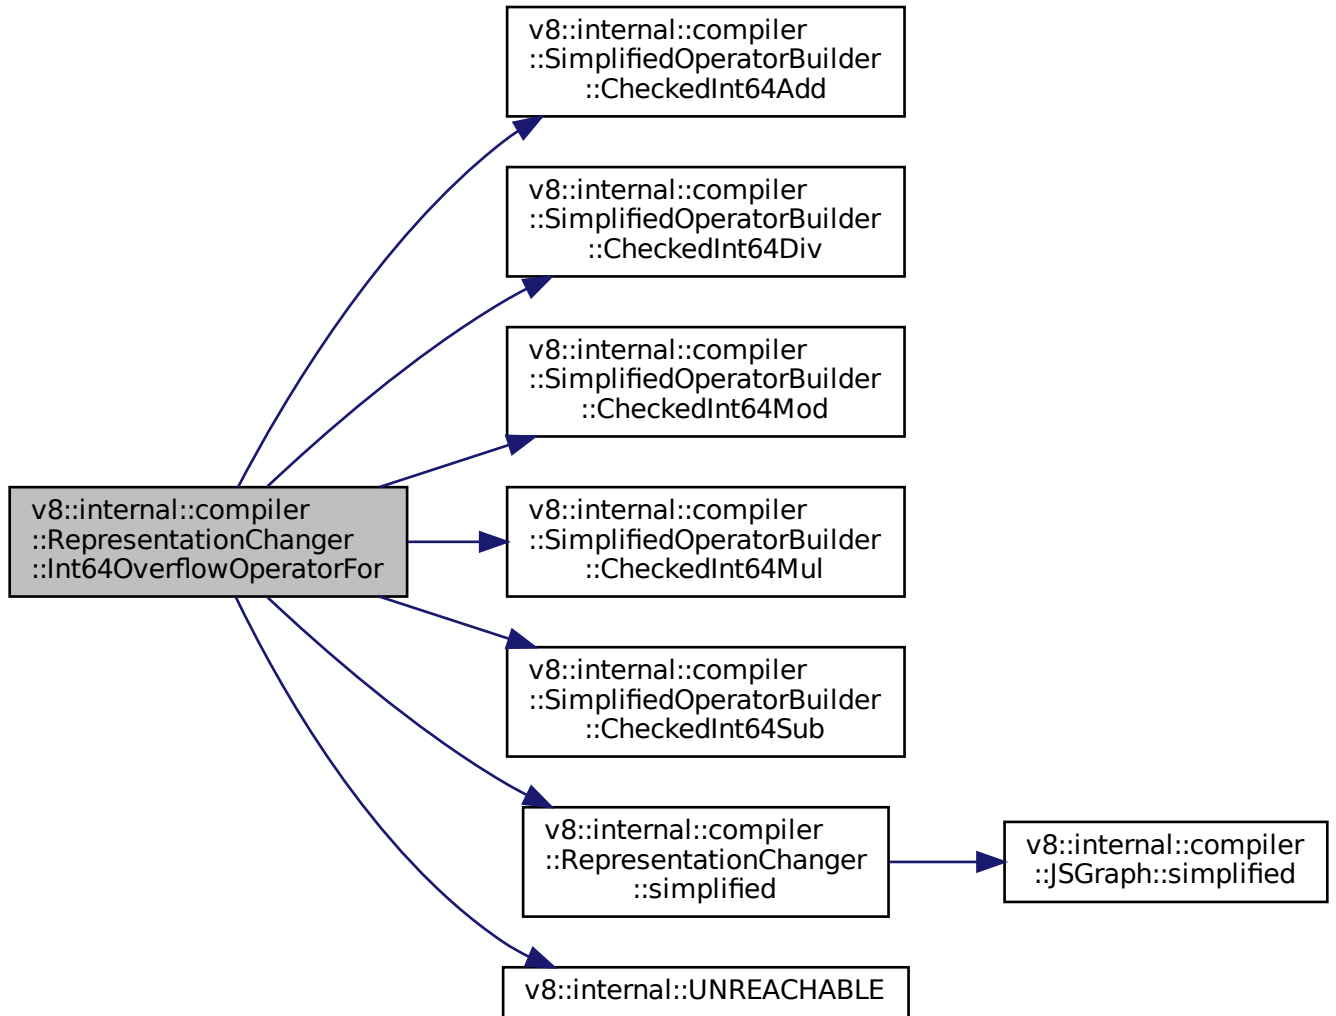 v8::internal::compiler
::SimplifiedOperatorBuilder
::CheckedInt64Add
v8::internal::compiler
::SimplifiedOperatorBuilder
::CheckedInt64Div
v8::internal::compiler
::SimplifiedOperatorBuilder
::CheckedInt64Mod
v8::internal::compiler
::RepresentationChanger
::Int64OverflowOperatorFor
v8::internal::compiler
::SimplifiedOperatorBuilder
::CheckedInt64Mul
v8::internal::compiler
::SimplifiedOperatorBuilder
::CheckedInt64Sub
v8::internal::compiler
::RepresentationChanger
::simplified
v8::internal::compiler
::JSGraph::simplified
v8::internal::UNREACHABLE